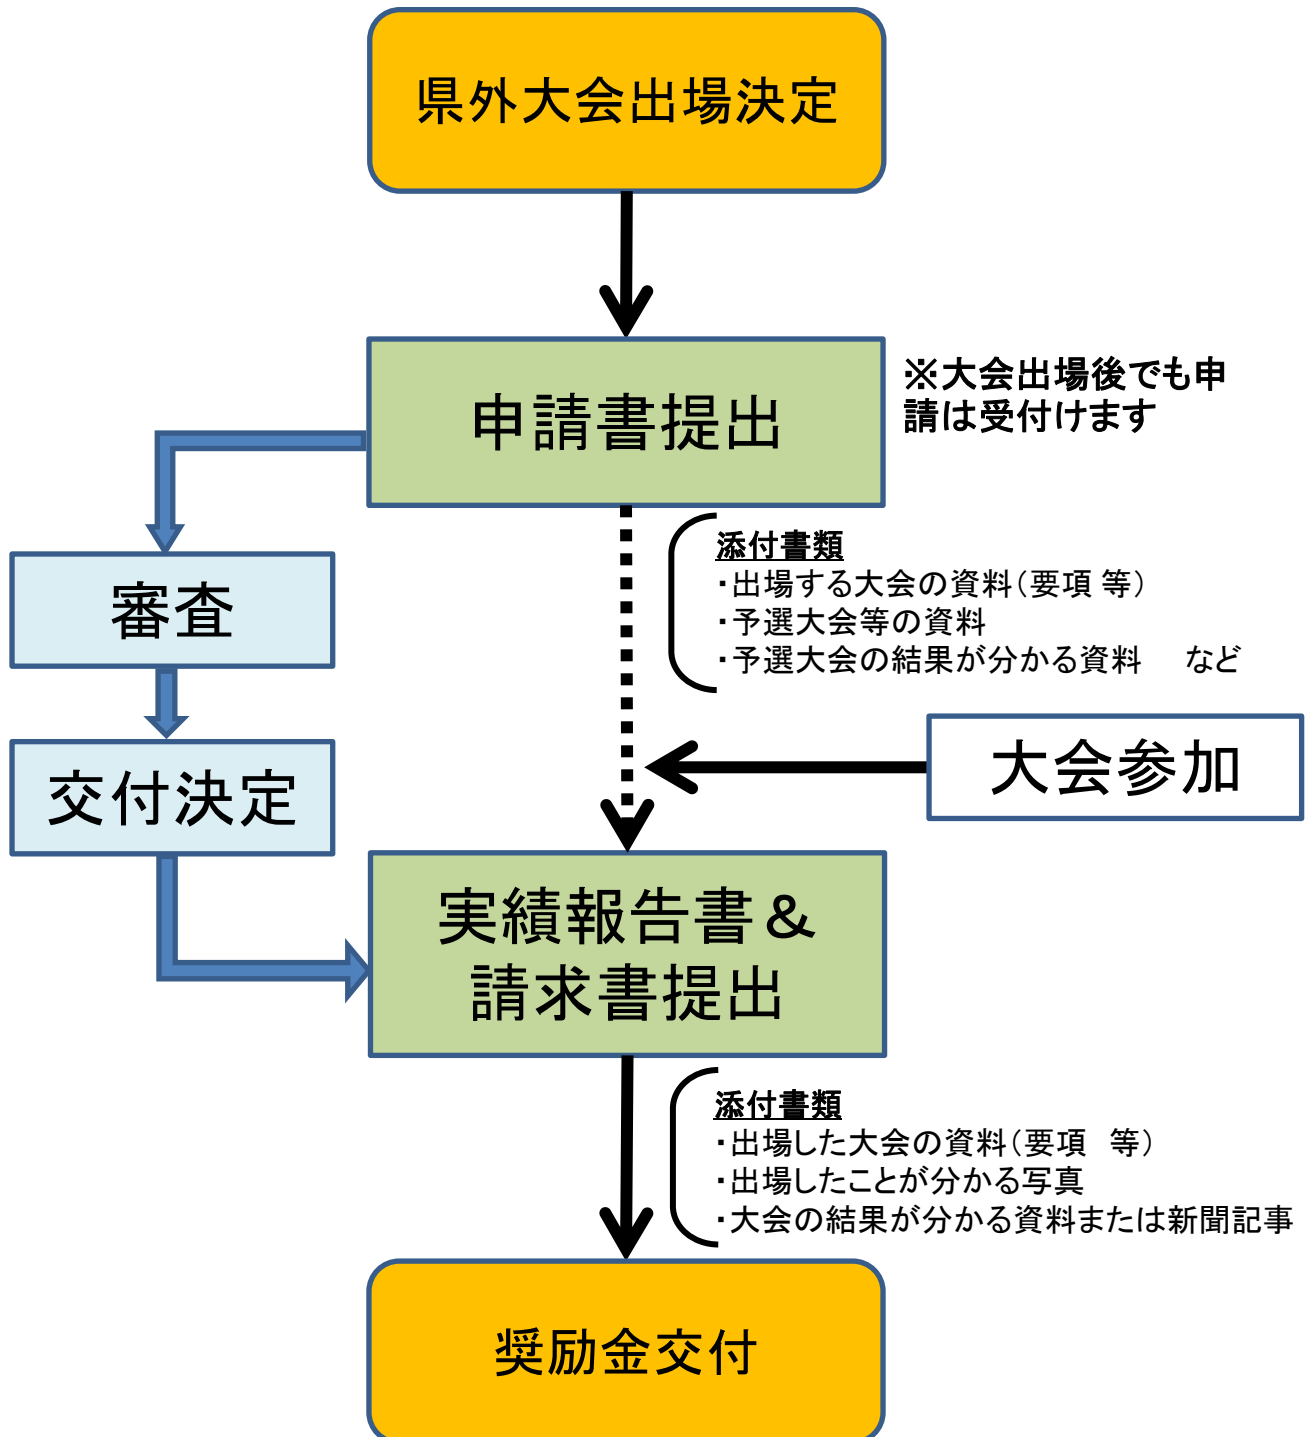 県外大会出場決定
申請書提出
※大会出場後でも申
請は受付けます
添付書類
・出場する大会の資料（要項 等）
・予選大会等の資料
・予選大会の結果が分かる資料　など
審査
交付決定
大会参加
実績報告書＆
請求書提出
添付書類
・出場した大会の資料（要項　等）
・出場したことが分かる写真
・大会の結果が分かる資料または新聞記事
奨励金交付